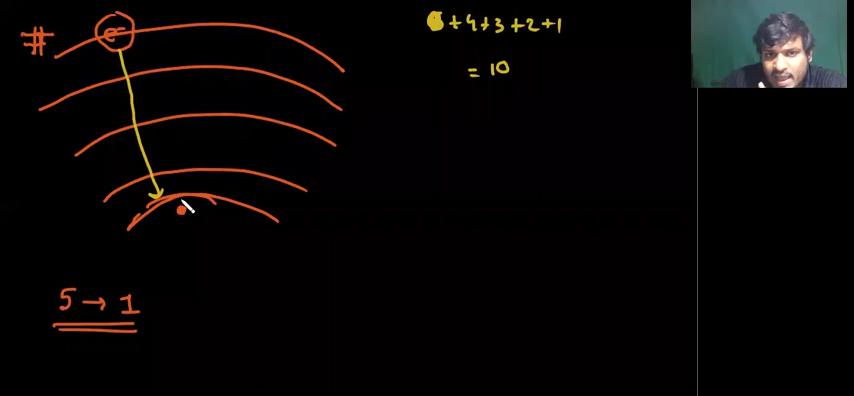 #
e-
+ 4 + 3 + 2 + 1
= 10
5 → 1